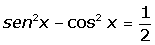 sen²x − cos² x = 1/2